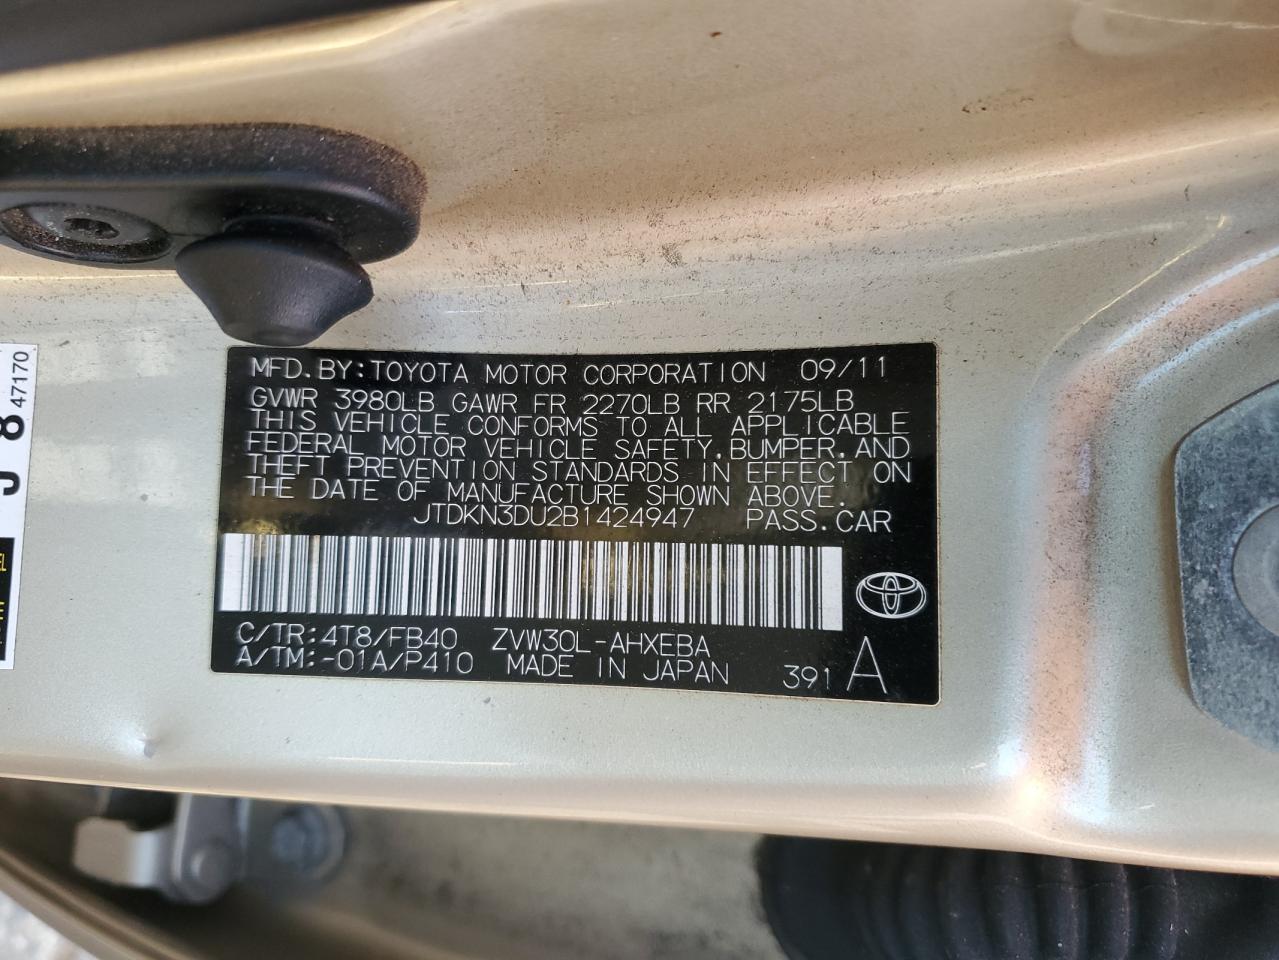 MFD.BY:TOYOTA MOTOR CORPORATION 09/11
GVWR 3980LB GAWR FR 2270LB RR 2175LB
THIS VEHICLE CONFORMS TO ALL APPLICABLE
FEDERAL MOTOR VEHICLE SAFETY.BUMPER.AND
THEFT PREVENTION STANDARDS IN EFFECT ON
THE DATE OF MANUFACTURE SHOWN ABOVE.
JTDKN3DU2B1424947 PASS.CAR
C/TR:4T8/FB40 ZVW30L-AHXEBA
A/TM:-01A/P410 MADE IN JAPAN 391 A
8
47170